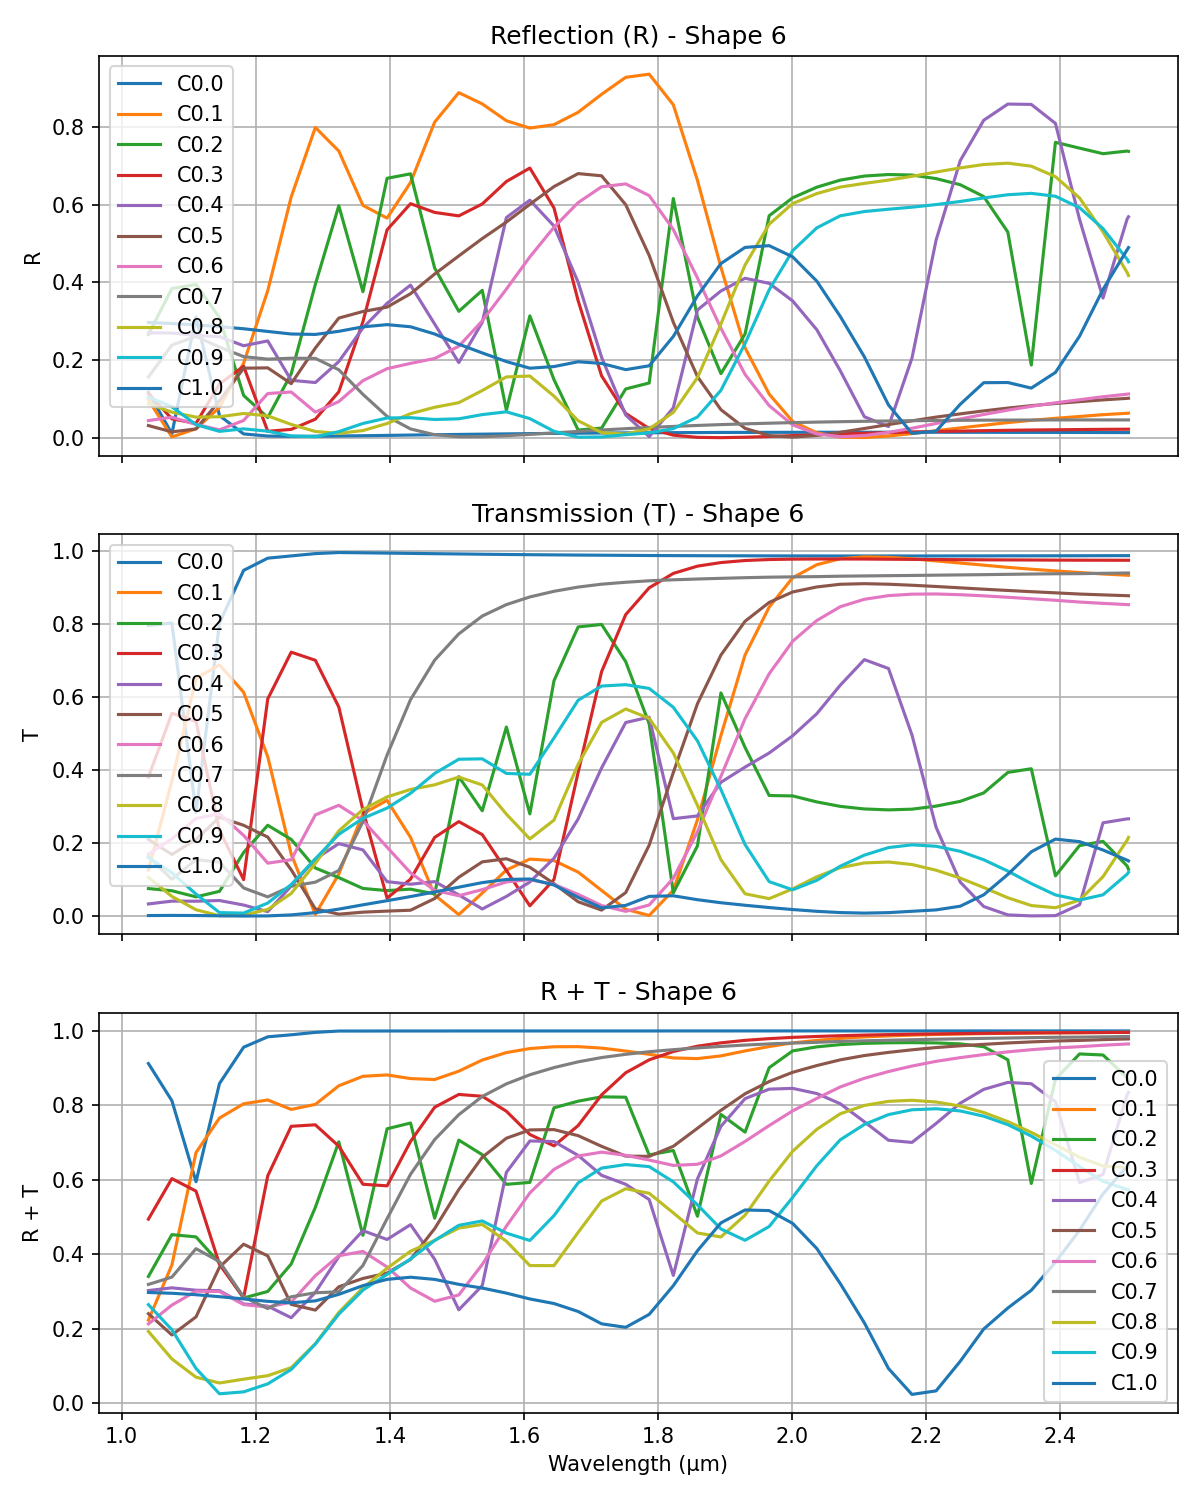 Reflection (R) - Shape 6
R
0.8
0.6
0.4
0.2
0.0
C0.0
C0.1
C0.2
C0.3
C0.4
C0.5
C0.6
C0.7
C0.8
C0.9
C1.0
Transmission (T) - Shape 6
T
1.0
0.8
0.6
0.4
0.2
0.0
C0.0
C0.1
C0.2
C0.3
C0.4
C0.5
C0.6
C0.7
C0.8
C0.9
C1.0
R + T - Shape 6
R + T
1.0
0.8
0.6
0.4
0.2
0.0
C0.0
C0.1
C0.2
C0.3
C0.4
C0.5
C0.6
C0.7
C0.8
C0.9
C1.0
1.0 1.2 1.4 1.6 1.8 2.0 2.2 2.4
Wavelength (μm)